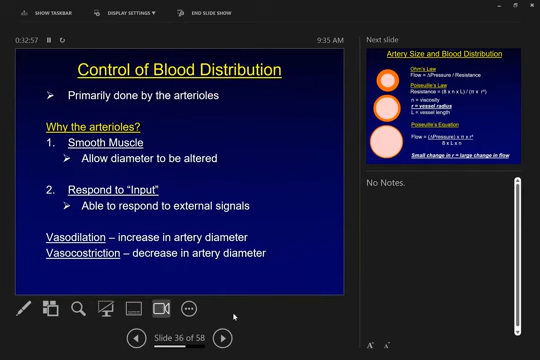 SHOW TASKBAR
DISPLAY SETTINGS
END SLIDE SHOW
0:32:57
9:35 AM
Control of Blood Distribution
Primarily done by the arterioles
Why the arterioles?
1. Smooth Muscle
Allow diameter to be altered
2. Respond to “Input”
Able to respond to external signals
Vasodilation – increase in artery diameter
Vasocostriction – decrease in artery diameter
Slide 36 of 58
Next slide
Artery Size and Blood Distribution
Ohm's Law
Flow = ΔPressure / Resistance
Poiseuille's Law
Resistance = (8 x n x L) / (π x r⁴)
n = viscosity
r = vessel radius
L = vessel length
Poiseuille's Equation
Flow = (ΔPressure) x π x r⁴
8 x L x n
Small change in r = large change in flow
No Notes.
A A